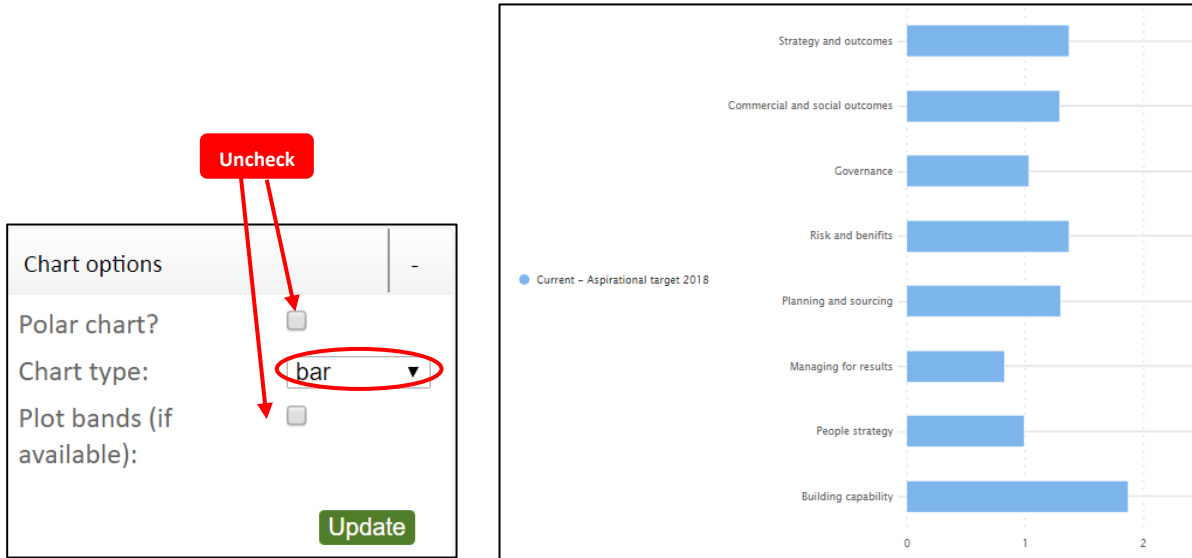 Uncheck
Chart options -
Polar chart?
Chart type: bar
Plot bands (if
available):
Update
Strategy and outcomes
Commercial and social outcomes
Governance
Risk and benifits
Current - Aspirational target 2018
Planning and sourcing
Managing for results
People strategy
Building capability
0 1 2